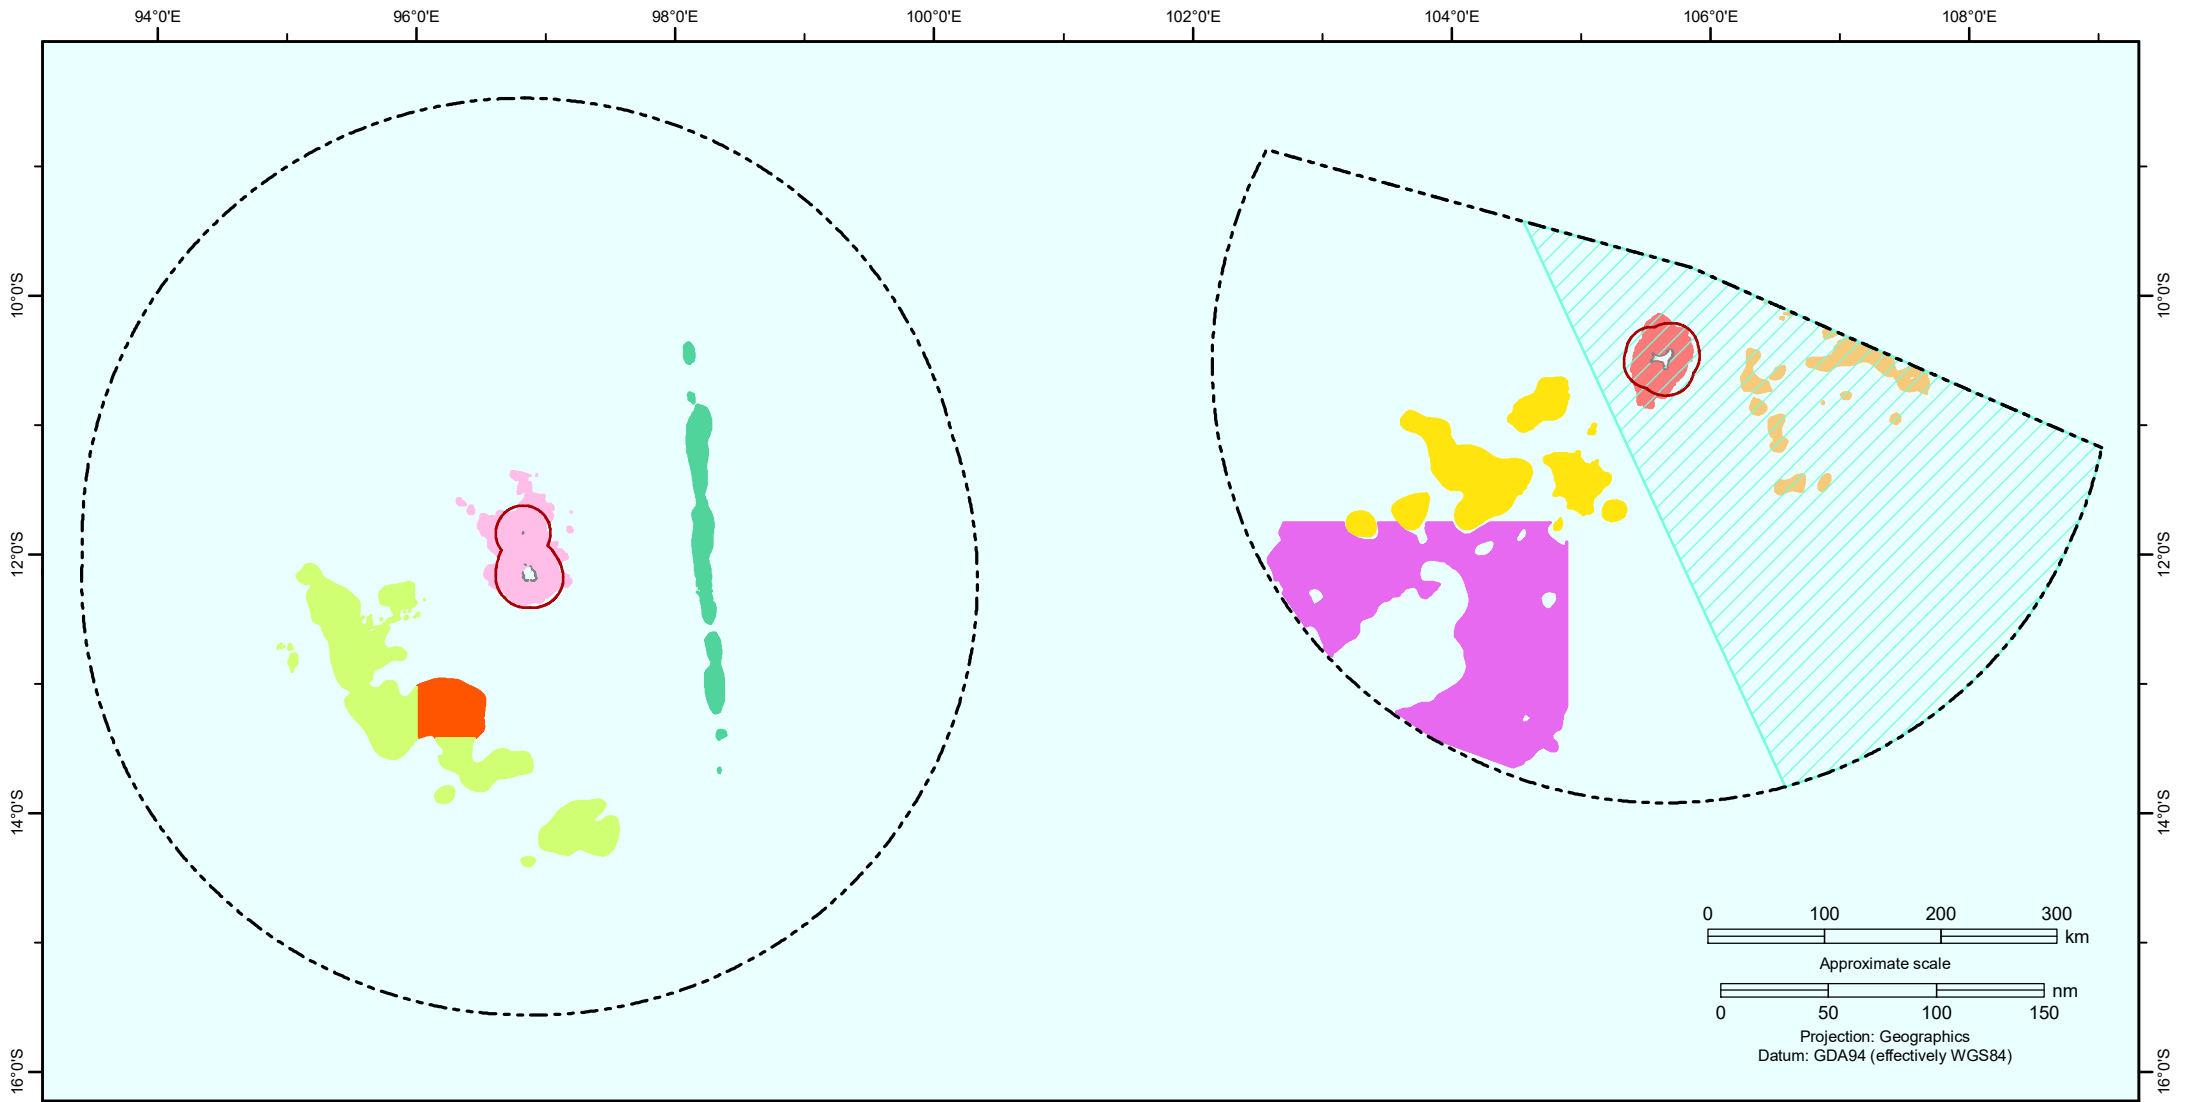 94°0'E 96°0'E 98°0'E 100°0'E 102°0'E 104°0'E 106°0'E 108°0'E
10°0'S 10°0'S
12°0'S 12°0'S
14°0'S 14°0'S
0 100 200 300
km
Approximate scale
nm
0 50 100 150
Projection: Geographics
Datum: GDA94 (effectively WGS84)
16°0'S 16°0'S